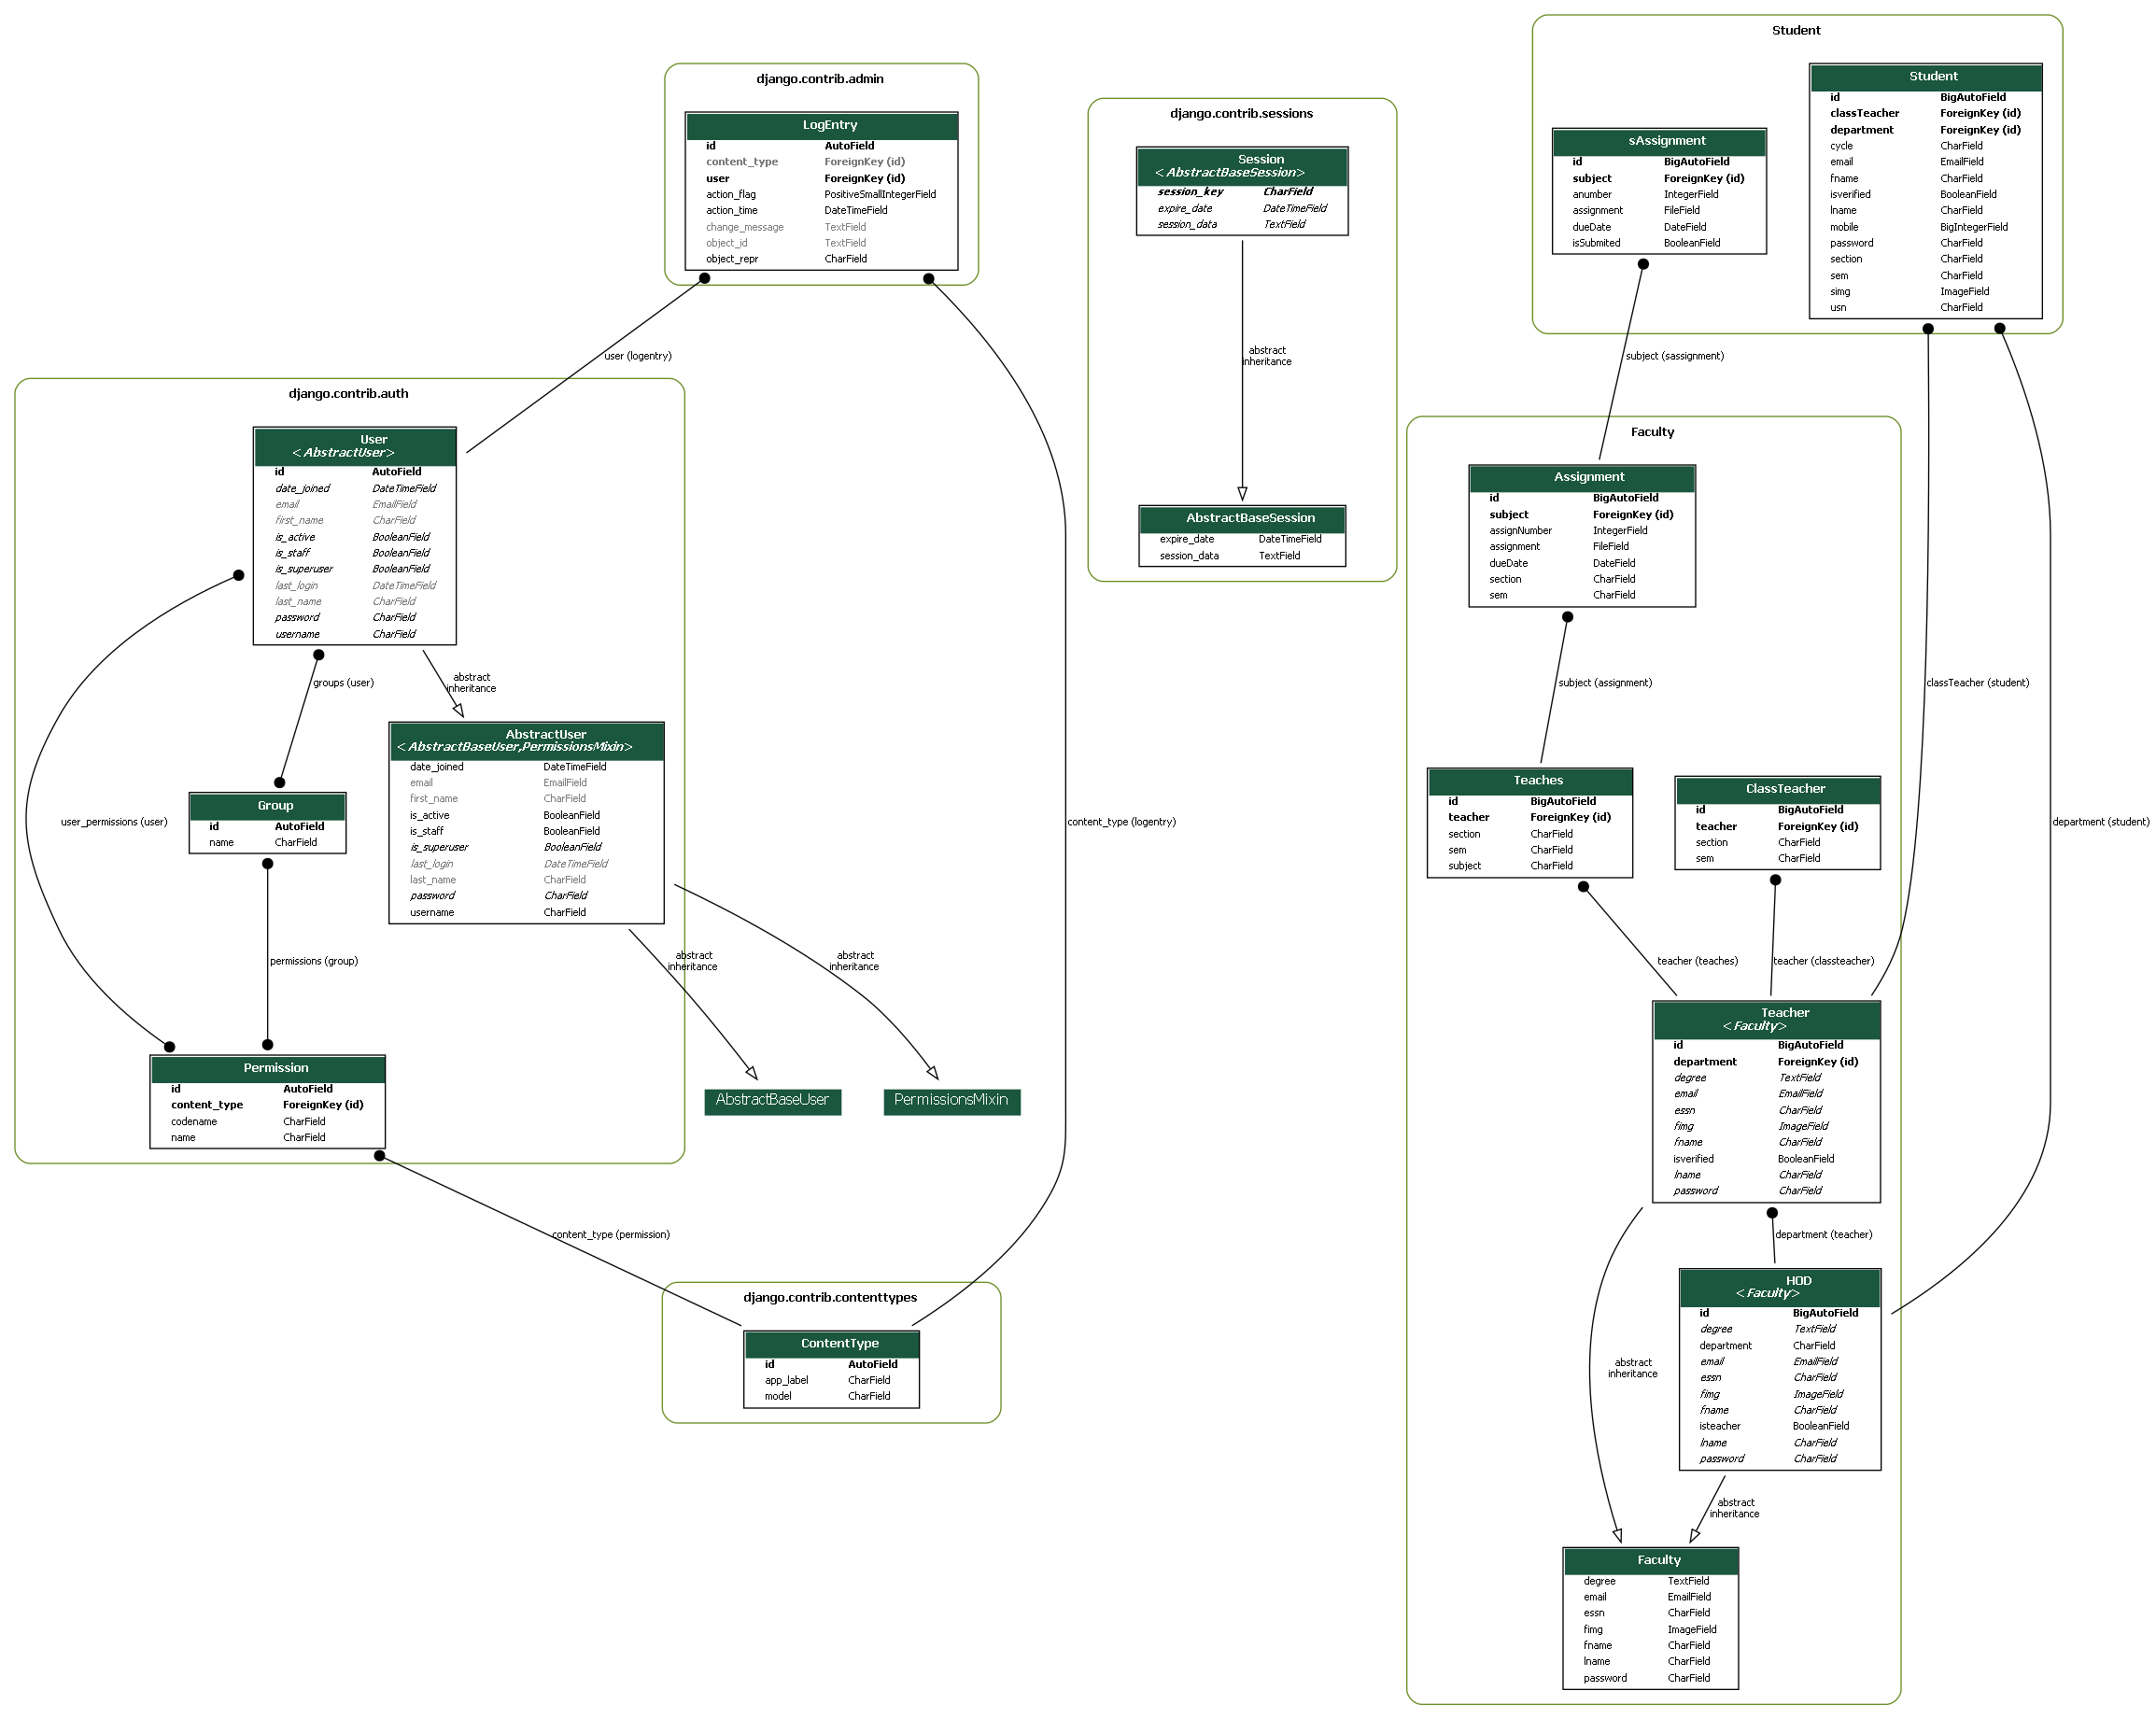 django.contrib.admin
LogEntry
id AutoField
content_type ForeignKey (id)
user ForeignKey (id)
action_flag PositiveSmallIntegerField
action_time DateTimeField
change_message TextField
object_id TextField
object_repr CharField
user (logentry)
content_type (logentry)
django.contrib.auth
User
<AbstractUser>
id AutoField
date_joined DateTimeField
email EmailField
first_name CharField
is_active BooleanField
is_staff BooleanField
is_superuser BooleanField
last_login DateTimeField
last_name CharField
password CharField
username CharField
groups (user)
abstract
inheritance
user_permissions (user)
AbstractUser
<AbstractBaseUser,PermissionsMixin>
date_joined DateTimeField
email EmailField
first_name CharField
is_active BooleanField
is_staff BooleanField
is_superuser BooleanField
last_login DateTimeField
last_name CharField
password CharField
username CharField
Group
id AutoField
name CharField
permissions (group)
abstract
inheritance
abstract
inheritance
Permission
id AutoField
content_type ForeignKey (id)
codename CharField
name CharField
AbstractBaseUser
PermissionsMixin
content_type (permission)
django.contrib.contenttypes
ContentType
id AutoField
app_label CharField
model CharField
django.contrib.sessions
Session
<AbstractBaseSession>
session_key CharField
expire_date DateTimeField
session_data TextField
abstract
inheritance
AbstractBaseSession
expire_date DateTimeField
session_data TextField
Student
sAssignment
id BigAutoField
subject ForeignKey (id)
anumber IntegerField
assignment FileField
dueDate DateField
isSubmited BooleanField
Student
id BigAutoField
classTeacher ForeignKey (id)
department ForeignKey (id)
cycle CharField
email EmailField
fname CharField
isverified BooleanField
lname CharField
mobile BigIntegerField
password CharField
section CharField
sem CharField
simg ImageField
usn CharField
subject (sassignment)
classTeacher (student)
department (student)
Faculty
Assignment
id BigAutoField
subject ForeignKey (id)
assignNumber IntegerField
assignment FileField
dueDate DateField
section CharField
sem CharField
subject (assignment)
Teaches
id BigAutoField
teacher ForeignKey (id)
section CharField
sem CharField
subject CharField
ClassTeacher
id BigAutoField
teacher ForeignKey (id)
section CharField
sem CharField
teacher (teaches)
teacher (classteacher)
Teacher
<Faculty>
id BigAutoField
department ForeignKey (id)
degree TextField
email EmailField
essn CharField
fimg ImageField
fname CharField
isverified BooleanField
lname CharField
password CharField
department (teacher)
HOD
<Faculty>
id BigAutoField
degree TextField
department CharField
email EmailField
essn CharField
fimg ImageField
fname CharField
isteacher BooleanField
lname CharField
password CharField
abstract
inheritance
abstract
inheritance
Faculty
degree TextField
email EmailField
essn CharField
fimg ImageField
fname CharField
lname CharField
password CharField